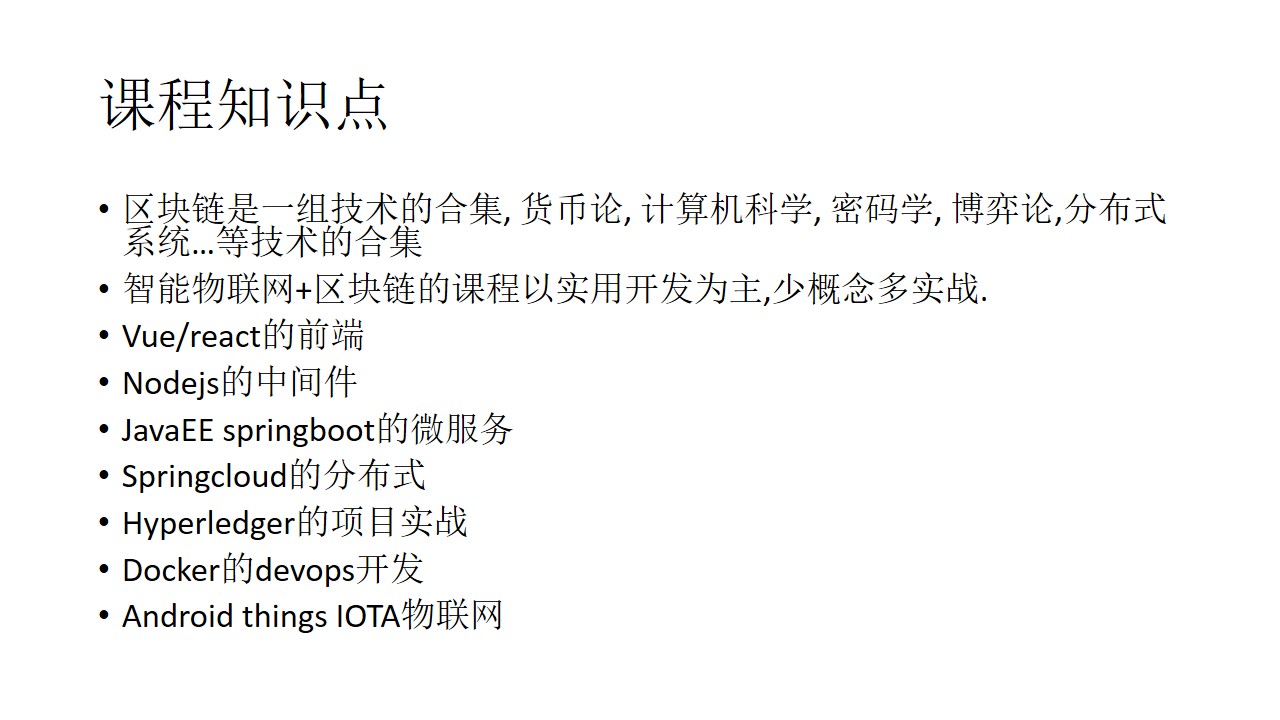 课程知识点
• 区块链是一组技术的合集, 货币论, 计算机科学, 密码学, 博弈论,分布式
系统…等技术的合集
• 智能物联网+区块链的课程以实用开发为主,少概念多实战.
• Vue/react的前端
• Nodejs的中间件
• JavaEE springboot的微服务
• Springcloud的分布式
• Hyperledger的项目实战
• Docker的devops开发
• Android things IOTA物联网